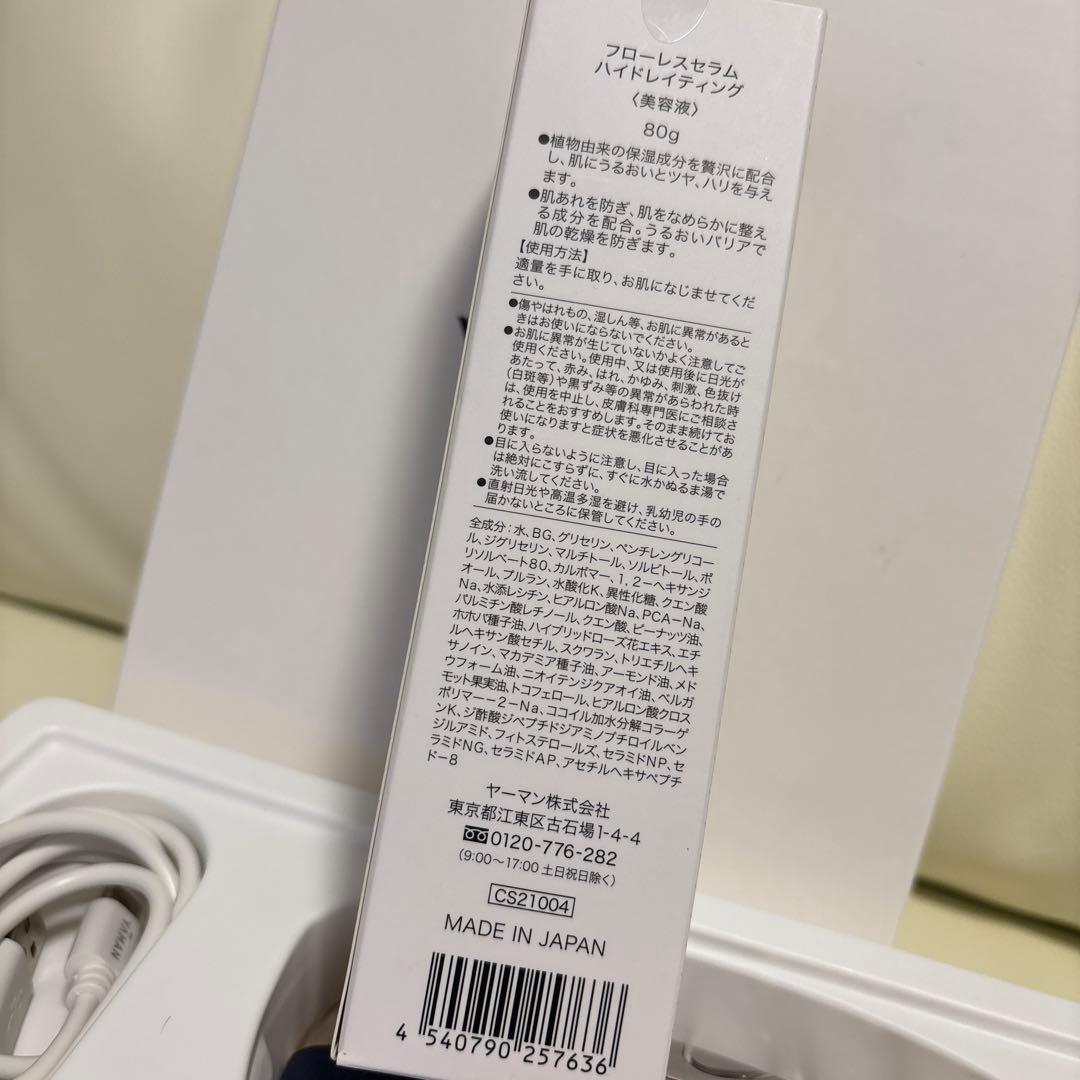 フローレスセラム
ハイドレイティング
〈美容液〉
80g
●植物由来の保湿成分を贅沢に配合
し、肌にうるおいとツヤ、ハリを与え
ます。
●肌あれを防ぎ、肌をなめらかに整え
る成分を配合。うるおいバリアで
肌の乾燥を防ぎます。
【使用方法】
適量を手に取り、お肌になじませてくだ
さい。
●傷やはれもの、湿しん等、お肌に異常があると
きはお使いにならないでください。
●お肌に異常が生じていないかよく注意してご
使用ください。使用中、又は使用後に日光が
あたって、赤み、はれ、かゆみ、刺激、色抜け
(白斑等)や黒ずみ等の異常があらわれた時
は、使用を中止し、皮膚科専門医にご相談さ
れることをおすすめします。そのまま続けてお
使いになりますと症状を悪化させることがあ
ります。
●目に入らないように注意し、目に入った場合
は絶対にこすらずに、すぐに水かぬるま湯で
洗い流してください。
●直射日光や高温多湿を避け、乳幼児の手の
届かないところに保管してください。
全成分：水、BG、グリセリン、ペンチレングリコー
ル、ジグリセリン、マルチトール、ソルビトール、ポ
リソルベート80、カルボマー、1,2-ヘキサンジ
オール、プルラン、水酸化K、異性化糖、クエン酸
Na、水添レシチン、ヒアルロン酸Na、PCA-Na、
パルミチン酸レチノール、クエン酸、ピーナッツ油、
ホホバ種子油、ハイブリッドローズ花エキス、エチ
ルヘキサン酸セチル、スクワラン、トリエチルヘキ
サノイン、マカデミア種子油、アーモンド油、メド
ウフォーム油、ニオイテンジクアオイ油、ベルガ
モット果実油、トコフェロール、ヒアルロン酸クロス
ポリマー-2-Na、ココイル加水分解コラーゲ
ンK、ジ酢酸ジペプチドジアミノブチロイルベン
ジルアミド、フィトステロールズ、セラミドNP、セ
ラミドNG、セラミドAP、アセチルヘキサペプチ
ド-8
ヤーマン株式会社
東京都江東区古石場1-4-4
0120-776-282
(9:00～17:00 土日祝日除く)
CS21004
MADE IN JAPAN
4 540790 257636
YAMAN